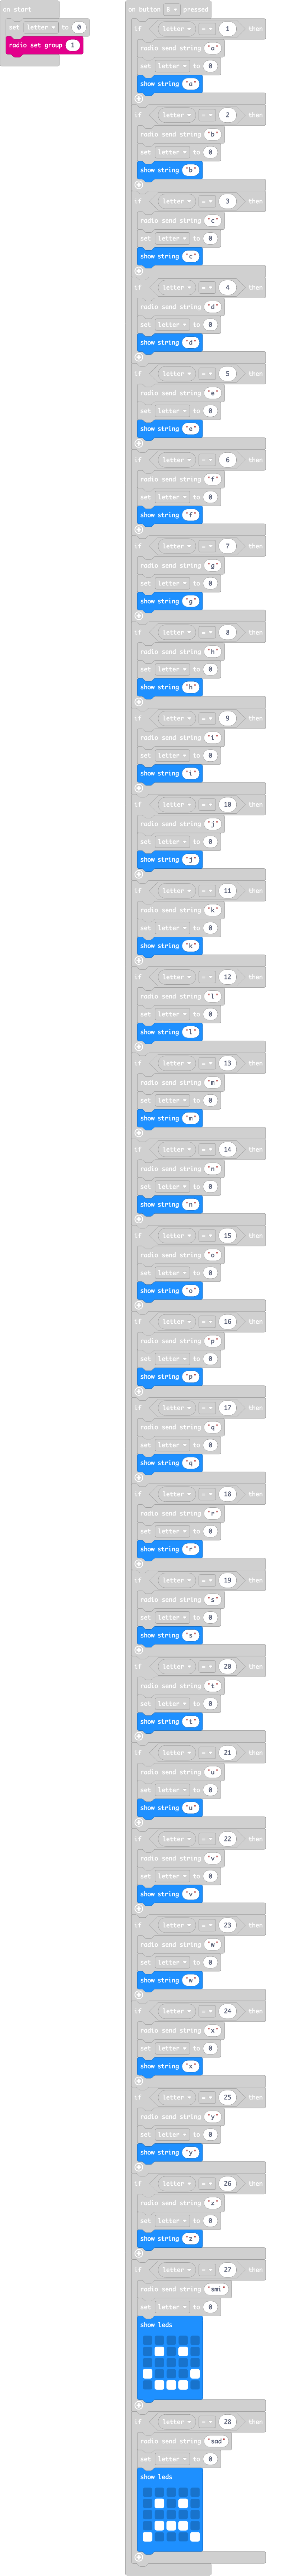 on start
set letter to 0
radio set group 1
on button B pressed
if letter = 1 then
radio send string "a"
set letter to 0
show string "a"
if letter = 2 then
radio send string "b"
set letter to 0
show string "b"
if letter = 3 then
radio send string "c"
set letter to 0
show string "c"
if letter = 4 then
radio send string "d"
set letter to 0
show string "d"
if letter = 5 then
radio send string "e"
set letter to 0
show string "e"
if letter = 6 then
radio send string "f"
set letter to 0
show string "f"
if letter = 7 then
radio send string "g"
set letter to 0
show string "g"
if letter = 8 then
radio send string "h"
set letter to 0
show string "h"
if letter = 9 then
radio send string "i"
set letter to 0
show string "i"
if letter = 10 then
radio send string "j"
set letter to 0
show string "j"
if letter = 11 then
radio send string "k"
set letter to 0
show string "k"
if letter = 12 then
radio send string "l"
set letter to 0
show string "l"
if letter = 13 then
radio send string "m"
set letter to 0
show string "m"
if letter = 14 then
radio send string "n"
set letter to 0
show string "n"
if letter = 15 then
radio send string "o"
set letter to 0
show string "o"
if letter = 16 then
radio send string "p"
set letter to 0
show string "p"
if letter = 17 then
radio send string "q"
set letter to 0
show string "q"
if letter = 18 then
radio send string "r"
set letter to 0
show string "r"
if letter = 19 then
radio send string "s"
set letter to 0
show string "s"
if letter = 20 then
radio send string "t"
set letter to 0
show string "t"
if letter = 21 then
radio send string "u"
set letter to 0
show string "u"
if letter = 22 then
radio send string "v"
set letter to 0
show string "v"
if letter = 23 then
radio send string "w"
set letter to 0
show string "w"
if letter = 24 then
radio send string "x"
set letter to 0
show string "x"
if letter = 25 then
radio send string "y"
set letter to 0
show string "y"
if letter = 26 then
radio send string "z"
set letter to 0
show string "z"
if letter = 27 then
radio send string "smi"
set letter to 0
show leds
if letter = 28 then
radio send string "sad"
set letter to 0
show leds